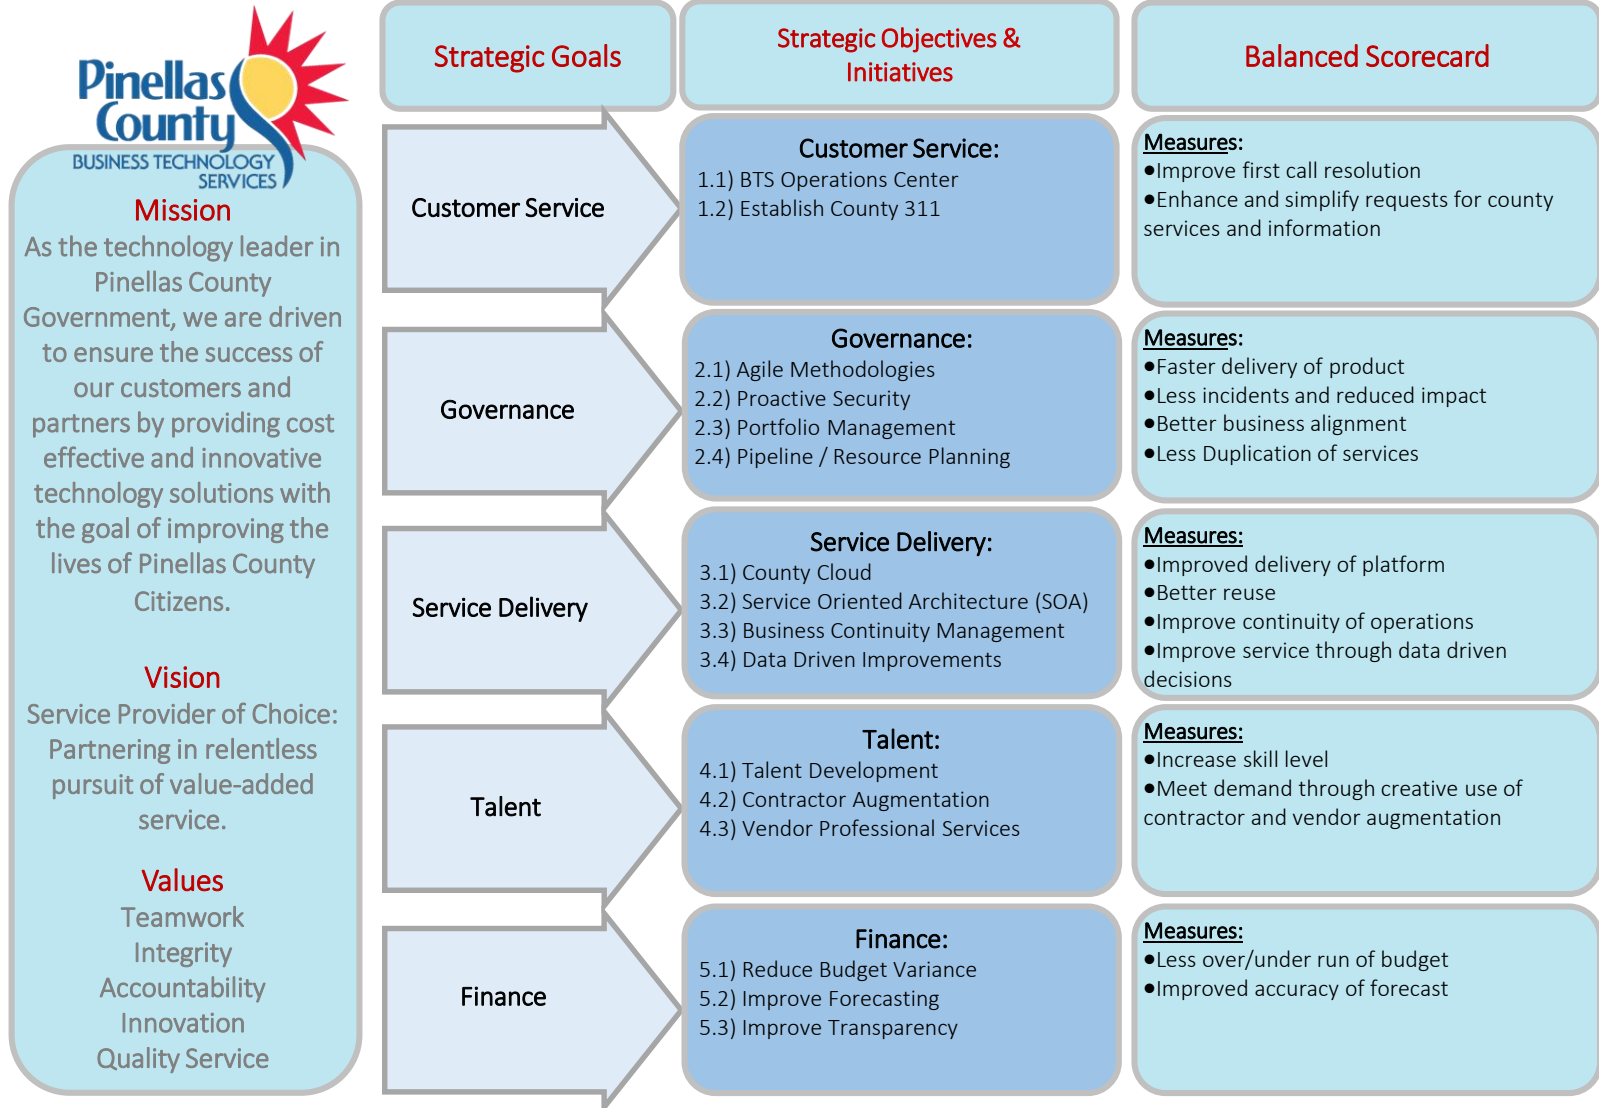 Pinellas
County
BUSINESS TECHNOLOGY
SERVICES
Mission
As the technology leader in
Pinellas County
Government, we are driven
to ensure the success of
our customers and
partners by providing cost
effective and innovative
technology solutions with
the goal of improving the
lives of Pinellas County
Citizens.
Vision
Service Provider of Choice:
Partnering in relentless
pursuit of value-added
service.
Values
Teamwork
Integrity
Accountability
Innovation
Quality Service
Strategic Goals
Strategic Objectives &
Initiatives
Balanced Scorecard
Customer Service
Customer Service:
1.1) BTS Operations Center
1.2) Establish County 311
Measures:
•Improve first call resolution
•Enhance and simplify requests for county
services and information
Governance
Governance:
2.1) Agile Methodologies
2.2) Proactive Security
2.3) Portfolio Management
2.4) Pipeline / Resource Planning
Measures:
•Faster delivery of product
•Less incidents and reduced impact
•Better business alignment
•Less Duplication of services
Service Delivery
Service Delivery:
3.1) County Cloud
3.2) Service Oriented Architecture (SOA)
3.3) Business Continuity Management
3.4) Data Driven Improvements
Measures:
•Improved delivery of platform
•Better reuse
•Improve continuity of operations
•Improve service through data driven
decisions
Talent
Talent:
4.1) Talent Development
4.2) Contractor Augmentation
4.3) Vendor Professional Services
Measures:
•Increase skill level
•Meet demand through creative use of
contractor and vendor augmentation
Finance
Finance:
5.1) Reduce Budget Variance
5.2) Improve Forecasting
5.3) Improve Transparency
Measures:
•Less over/under run of budget
•Improved accuracy of forecast